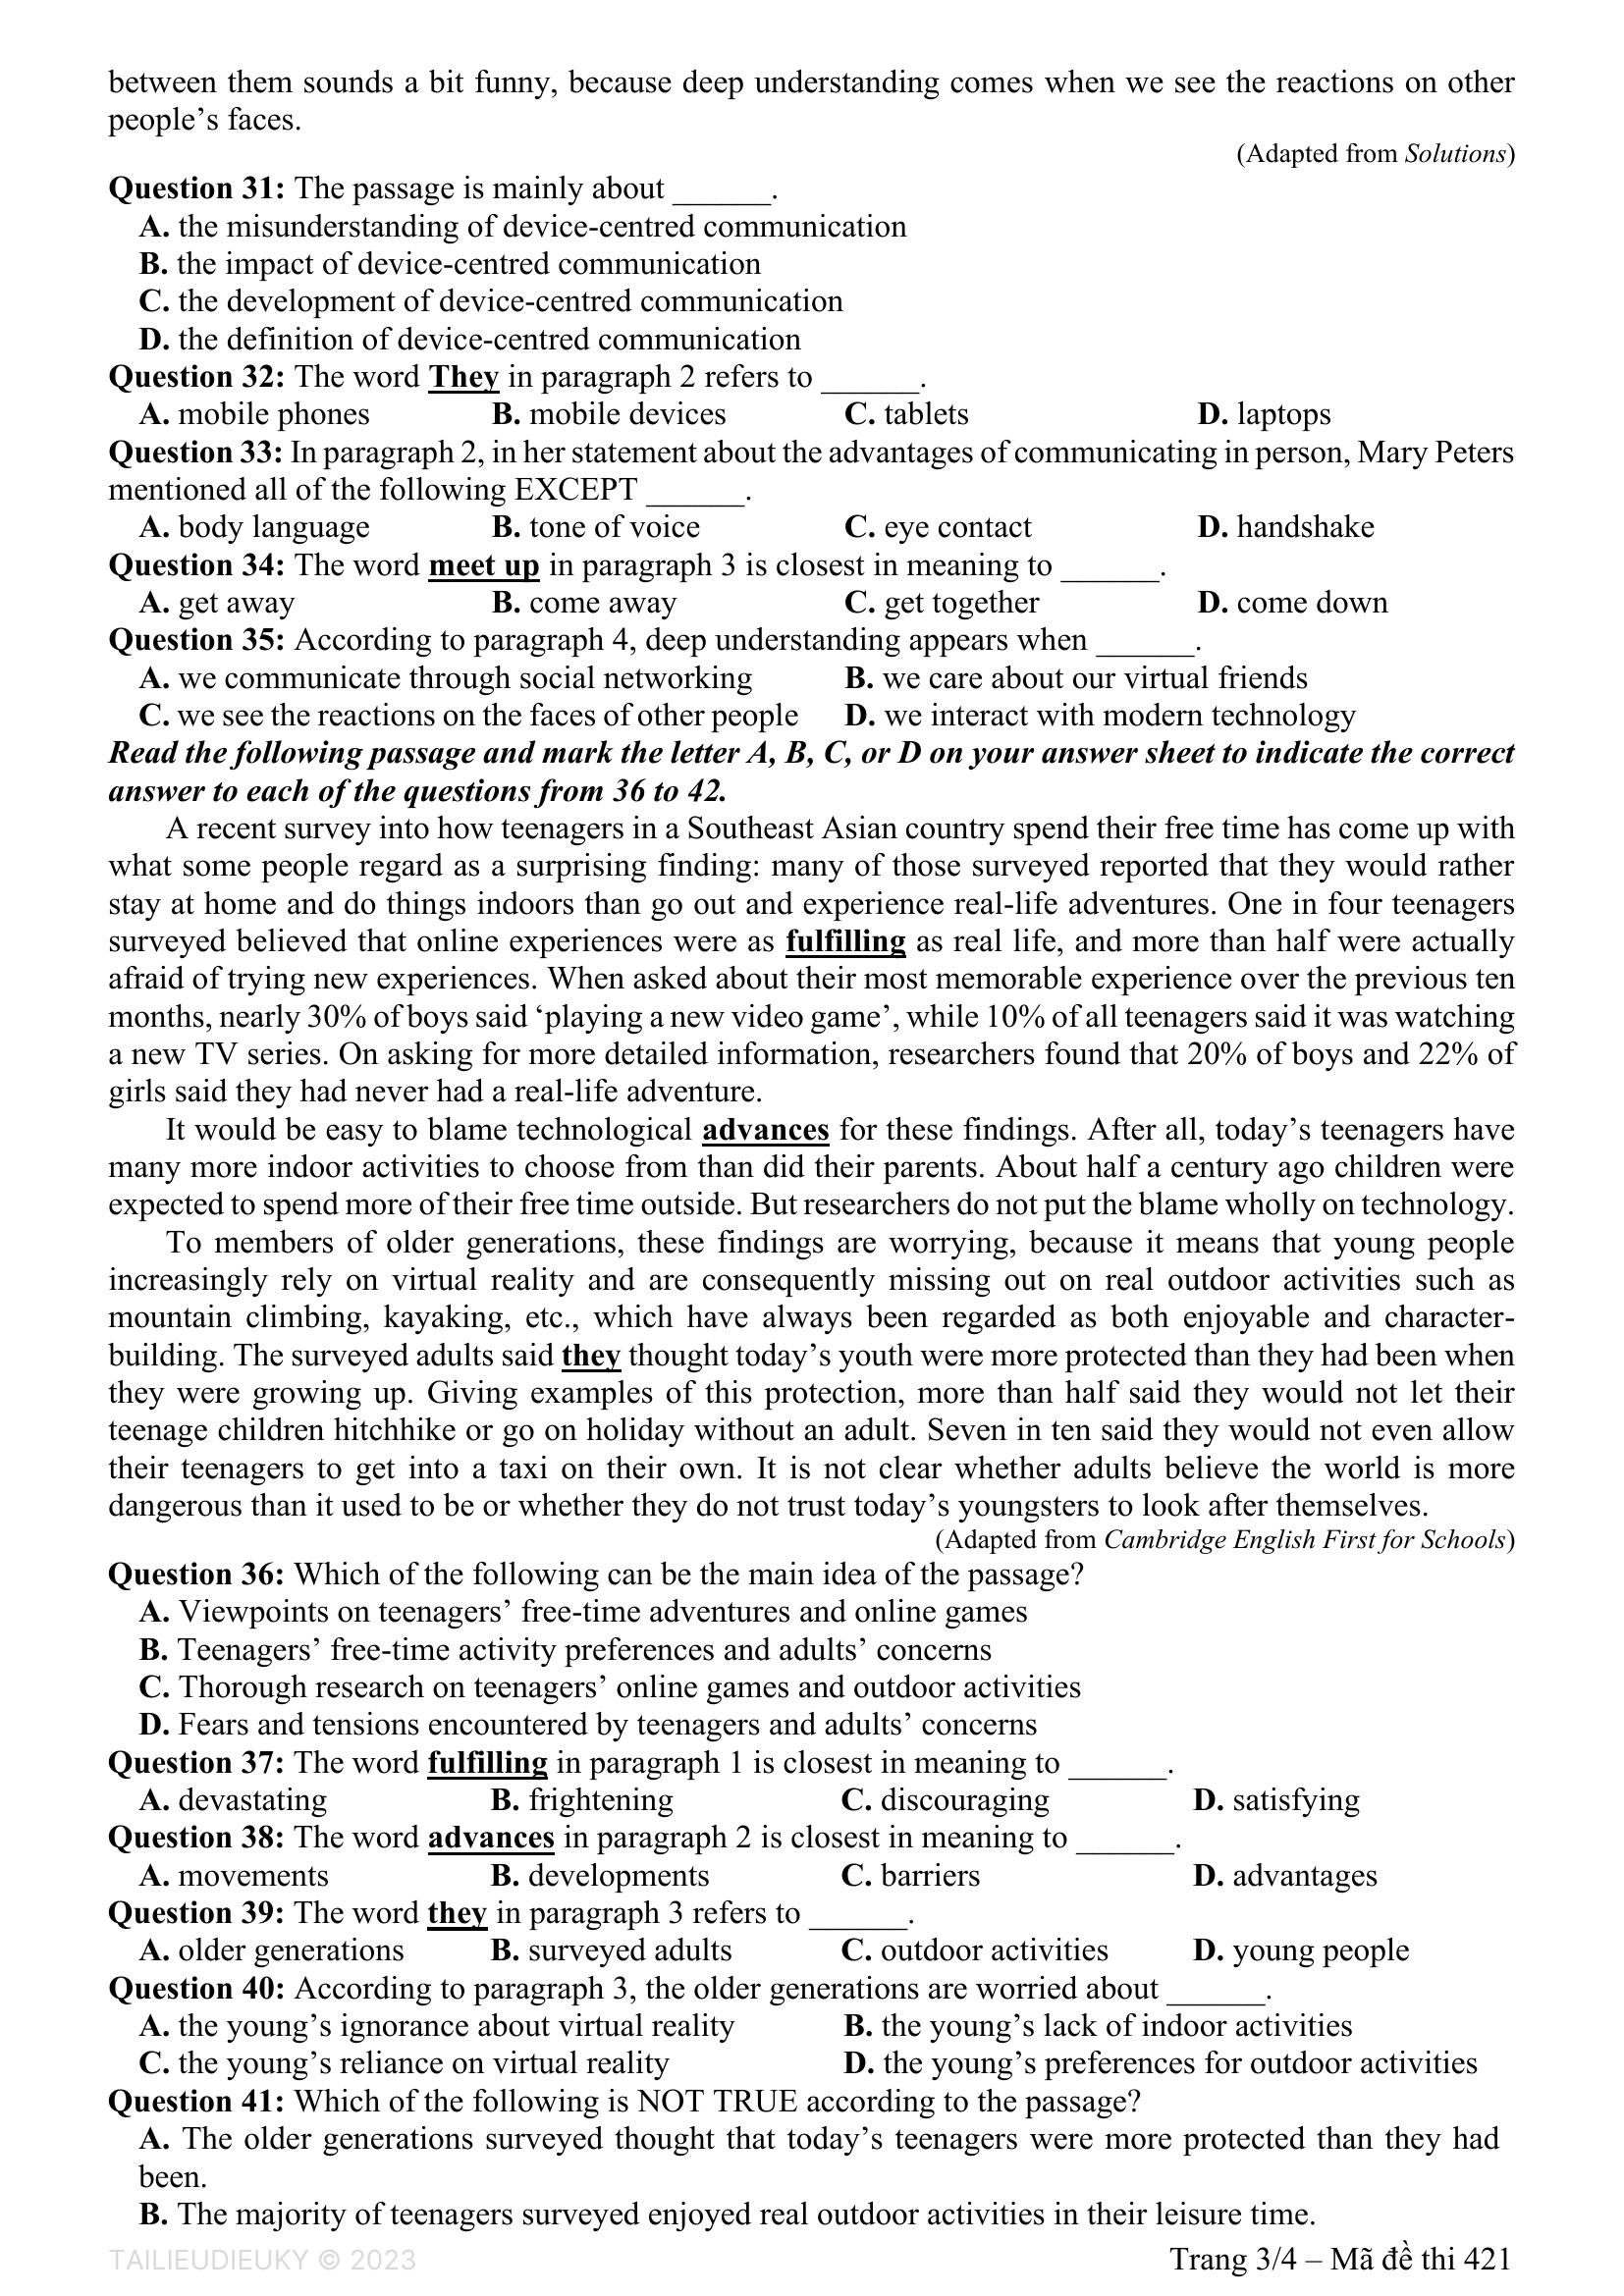 between them sounds a bit funny, because deep understanding comes when we see the reactions on other
people’s faces.
(Adapted from Solutions)
Question 31: The passage is mainly about ______.
A. the misunderstanding of device-centred communication
B. the impact of device-centred communication
C. the development of device-centred communication
D. the definition of device-centred communication
Question 32: The word They in paragraph 2 refers to ______.
A. mobile phones B. mobile devices C. tablets D. laptops
Question 33: In paragraph 2, in her statement about the advantages of communicating in person, Mary Peters
mentioned all of the following EXCEPT ______.
A. body language B. tone of voice C. eye contact D. handshake
Question 34: The word meet up in paragraph 3 is closest in meaning to ______.
A. get away B. come away C. get together D. come down
Question 35: According to paragraph 4, deep understanding appears when ______.
A. we communicate through social networking B. we care about our virtual friends
C. we see the reactions on the faces of other people D. we interact with modern technology
Read the following passage and mark the letter A, B, C, or D on your answer sheet to indicate the correct
answer to each of the questions from 36 to 42.
A recent survey into how teenagers in a Southeast Asian country spend their free time has come up with
what some people regard as a surprising finding: many of those surveyed reported that they would rather
stay at home and do things indoors than go out and experience real-life adventures. One in four teenagers
surveyed believed that online experiences were as fulfilling as real life, and more than half were actually
afraid of trying new experiences. When asked about their most memorable experience over the previous ten
months, nearly 30% of boys said ‘playing a new video game’, while 10% of all teenagers said it was watching
a new TV series. On asking for more detailed information, researchers found that 20% of boys and 22% of
girls said they had never had a real-life adventure.
It would be easy to blame technological advances for these findings. After all, today’s teenagers have
many more indoor activities to choose from than did their parents. About half a century ago children were
expected to spend more of their free time outside. But researchers do not put the blame wholly on technology.
To members of older generations, these findings are worrying, because it means that young people
increasingly rely on virtual reality and are consequently missing out on real outdoor activities such as
mountain climbing, kayaking, etc., which have always been regarded as both enjoyable and character-
building. The surveyed adults said they thought today’s youth were more protected than they had been when
they were growing up. Giving examples of this protection, more than half said they would not let their
teenage children hitchhike or go on holiday without an adult. Seven in ten said they would not even allow
their teenagers to get into a taxi on their own. It is not clear whether adults believe the world is more
dangerous than it used to be or whether they do not trust today’s youngsters to look after themselves.
(Adapted from Cambridge English First for Schools)
Question 36: Which of the following can be the main idea of the passage?
A. Viewpoints on teenagers’ free-time adventures and online games
B. Teenagers’ free-time activity preferences and adults’ concerns
C. Thorough research on teenagers’ online games and outdoor activities
D. Fears and tensions encountered by teenagers and adults’ concerns
Question 37: The word fulfilling in paragraph 1 is closest in meaning to ______.
A. devastating B. frightening C. discouraging D. satisfying
Question 38: The word advances in paragraph 2 is closest in meaning to ______.
A. movements B. developments C. barriers D. advantages
Question 39: The word they in paragraph 3 refers to ______.
A. older generations B. surveyed adults C. outdoor activities D. young people
Question 40: According to paragraph 3, the older generations are worried about ______.
A. the young’s ignorance about virtual reality B. the young’s lack of indoor activities
C. the young’s reliance on virtual reality D. the young’s preferences for outdoor activities
Question 41: Which of the following is NOT TRUE according to the passage?
A. The older generations surveyed thought that today’s teenagers were more protected than they had
been.
B. The majority of teenagers surveyed enjoyed real outdoor activities in their leisure time.
TAILIEUDIEUKY © 2023 Trang 3/4 – Mã đề thi 421